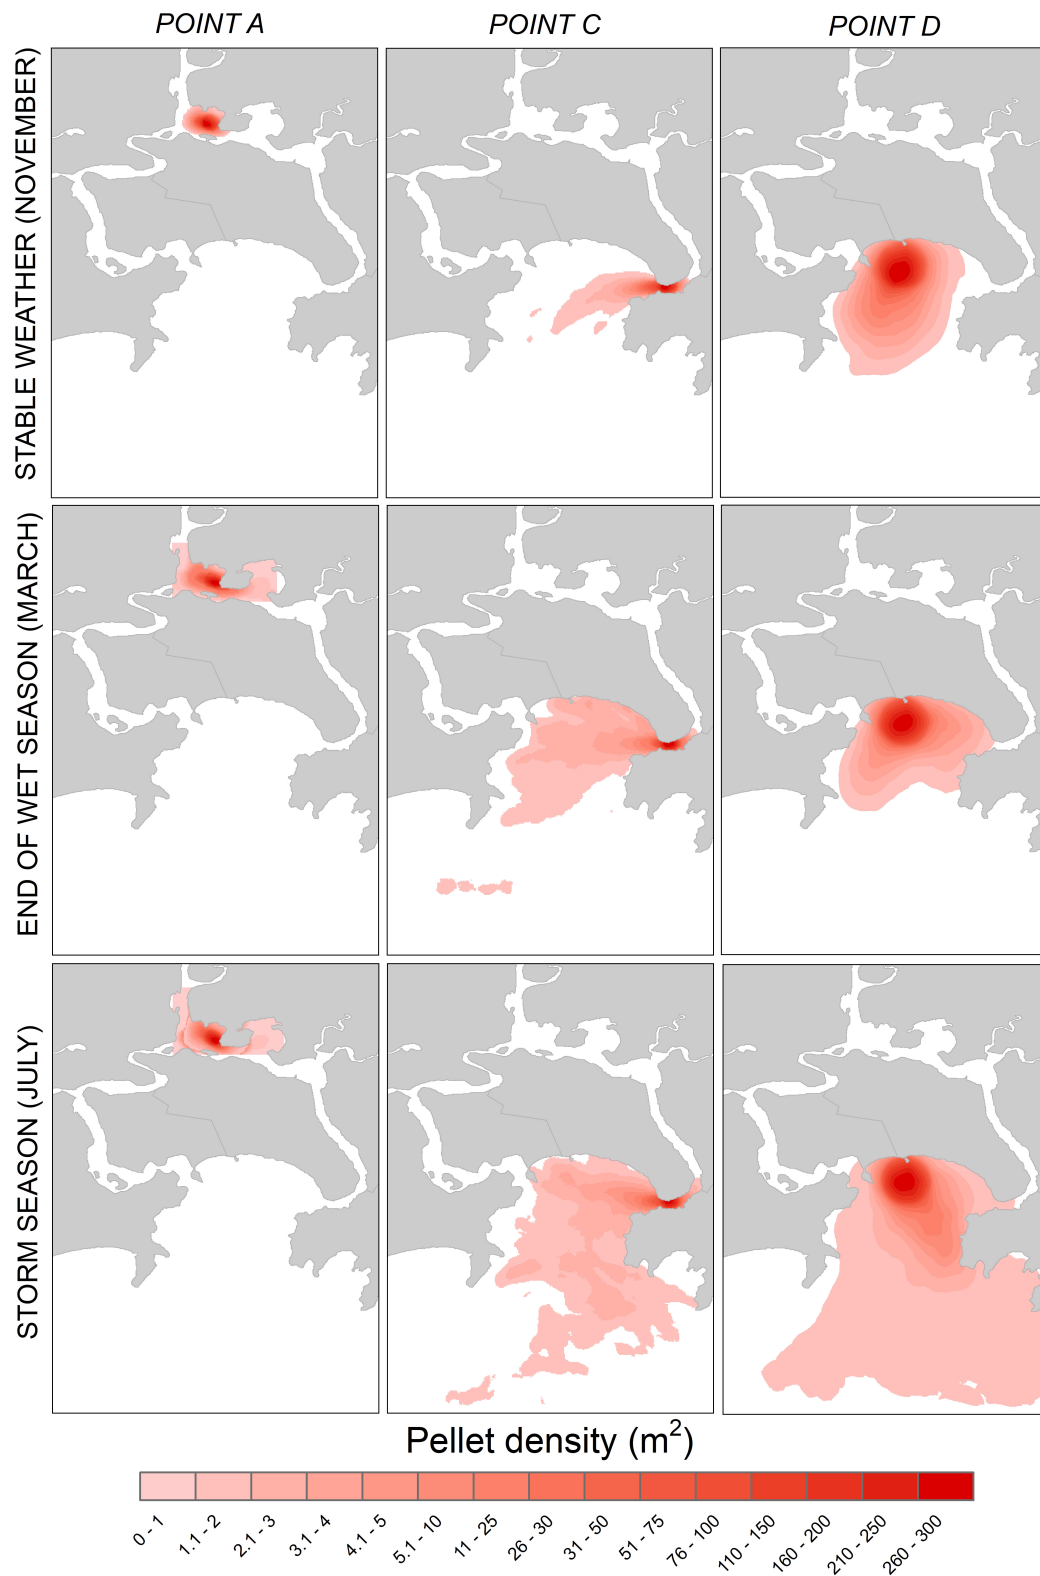 POINT A
POINT C
POINT D
STABLE WEATHER (NOVEMBER)
END OF WET SEASON (MARCH)
STORM SEASON (JULY)
Pellet density (m²)
0 - 1
1.1 - 2
2.1 - 3
3.1 - 4
4.1 - 5
5.1 - 10
11 - 25
26 - 30
31 - 50
51 - 75
76 - 100
110 - 150
160 - 200
210 - 250
260 - 300